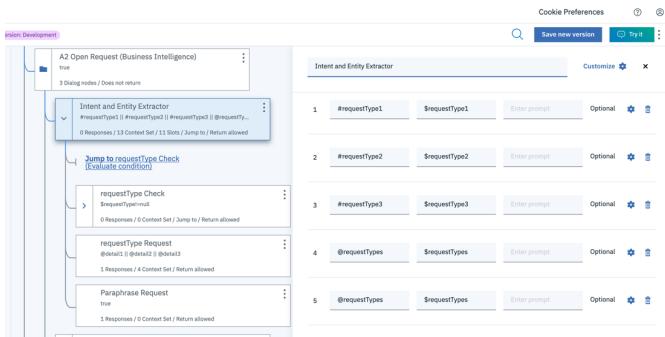 Cookie Preferences
ersion: Development
Save new version
Try it
A2 Open Request (Business Intelligence)
true
3 Dialog nodes / Does not return
Intent and Entity Extractor
#requestType1 || #requestType2 || #requestType3 || @requestTy...
0 Responses / 13 Context Set / 11 Slots / Jump to / Return allowed
Jump to requestType Check
(Evaluate condition)
requestType Check
$requestType!=null
0 Responses / 0 Context Set / Jump to / Return allowed
requestType Request
@detail1 || @detail2 || @detail3
1 Responses / 4 Context Set / Return allowed
Paraphrase Request
true
1 Responses / 0 Context Set / Return allowed
Intent and Entity Extractor
Customize
1 #requestType1 $requestType1 Enter prompt Optional
2 #requestType2 $requestType2 Enter prompt Optional
3 #requestType3 $requestType3 Enter prompt Optional
4 @requestTypes $requestTypes Enter prompt Optional
5 @requestTypes $requestTypes Enter prompt Optional